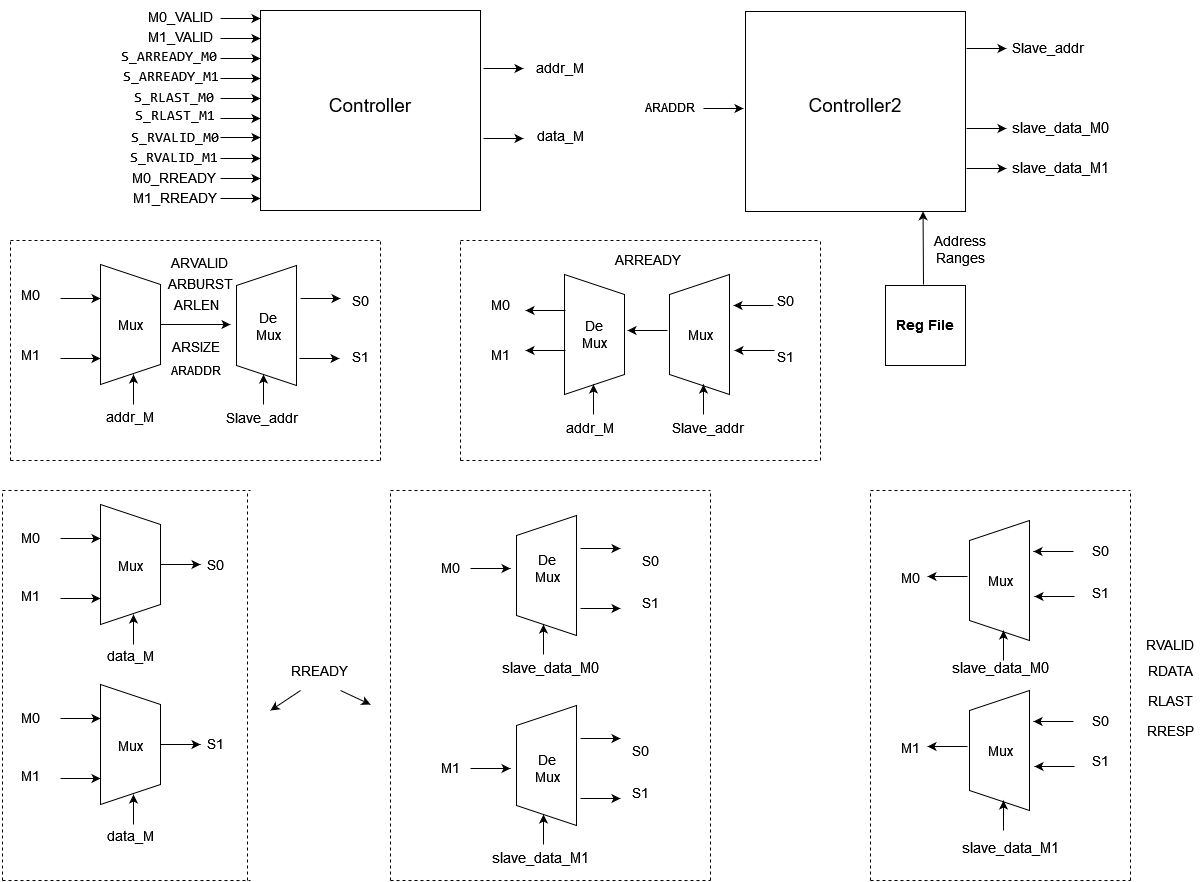 M0_VALID
M1_VALID
S_ARREADY_M0
S_ARREADY_M1
S_RLAST_M0
S_RLAST_M1
S_RVALID_M0
S_RVALID_M1
M0_RREADY
M1_RREADY
Controller
addr_M
data_M
ARADDR
Controller2
Slave_addr
slave_data_M0
slave_data_M1
Address
Ranges
Reg File
M0
M1
Mux
addr_M
ARVALID
ARBURST
ARLEN
ARSIZE
ARADDR
De
Mux
Slave_addr
S0
S1
ARREADY
M0
M1
De
Mux
addr_M
Mux
Slave_addr
S0
S1
M0
M1
Mux
S0
data_M
M0
M1
Mux
S1
data_M
RREADY
M0
De
Mux
S0
S1
slave_data_M0
M1
De
Mux
S0
S1
slave_data_M1
M0
Mux
S0
S1
slave_data_M0
M1
Mux
S0
S1
slave_data_M1
RVALID
RDATA
RLAST
RRESP